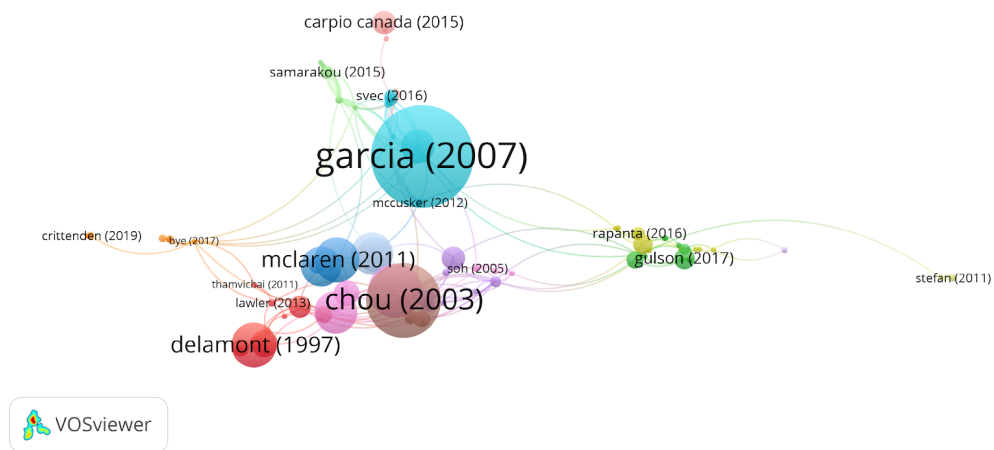 carpio canada (2015)
samarakou (2015)
svec (2016)
garcia (2007)
mccusker (2012)
crittenden (2019)
bye (2017)
rapanta (2016)
mclaren (2011)
gulson (2017)
soh (2005)
stefan (2011)
thamvichai (2011)
lawler (2013)
chou (2003)
delamont (1997)
VOSviewer